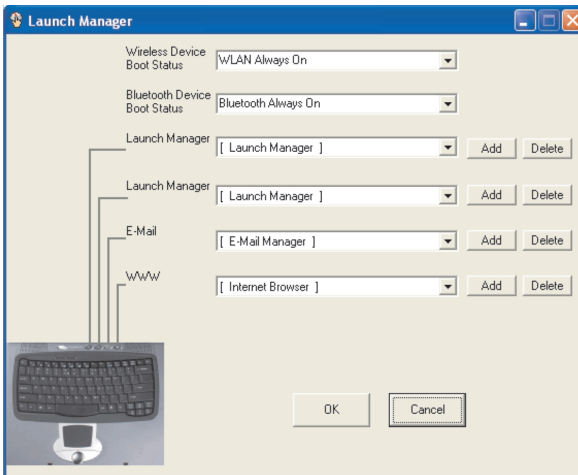 Launch Manager
Wireless Device
Boot Status
WLAN Always On
Bluetooth Device
Boot Status
Bluetooth Always On
Launch Manager
[ Launch Manager ]
Add
Delete
Launch Manager
[ Launch Manager ]
Add
Delete
E-Mail
[ E-Mail Manager ]
Add
Delete
WWW
[ Internet Browser ]
Add
Delete
OK
Cancel